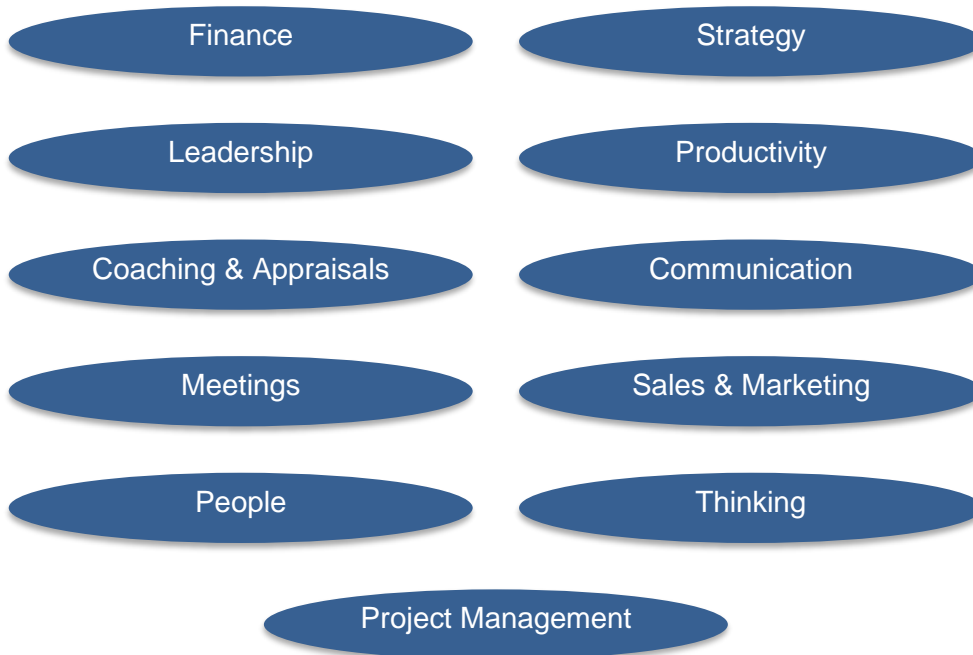 Finance
Strategy
Leadership
Productivity
Coaching & Appraisals
Communication
Meetings
Sales & Marketing
People
Thinking
Project Management